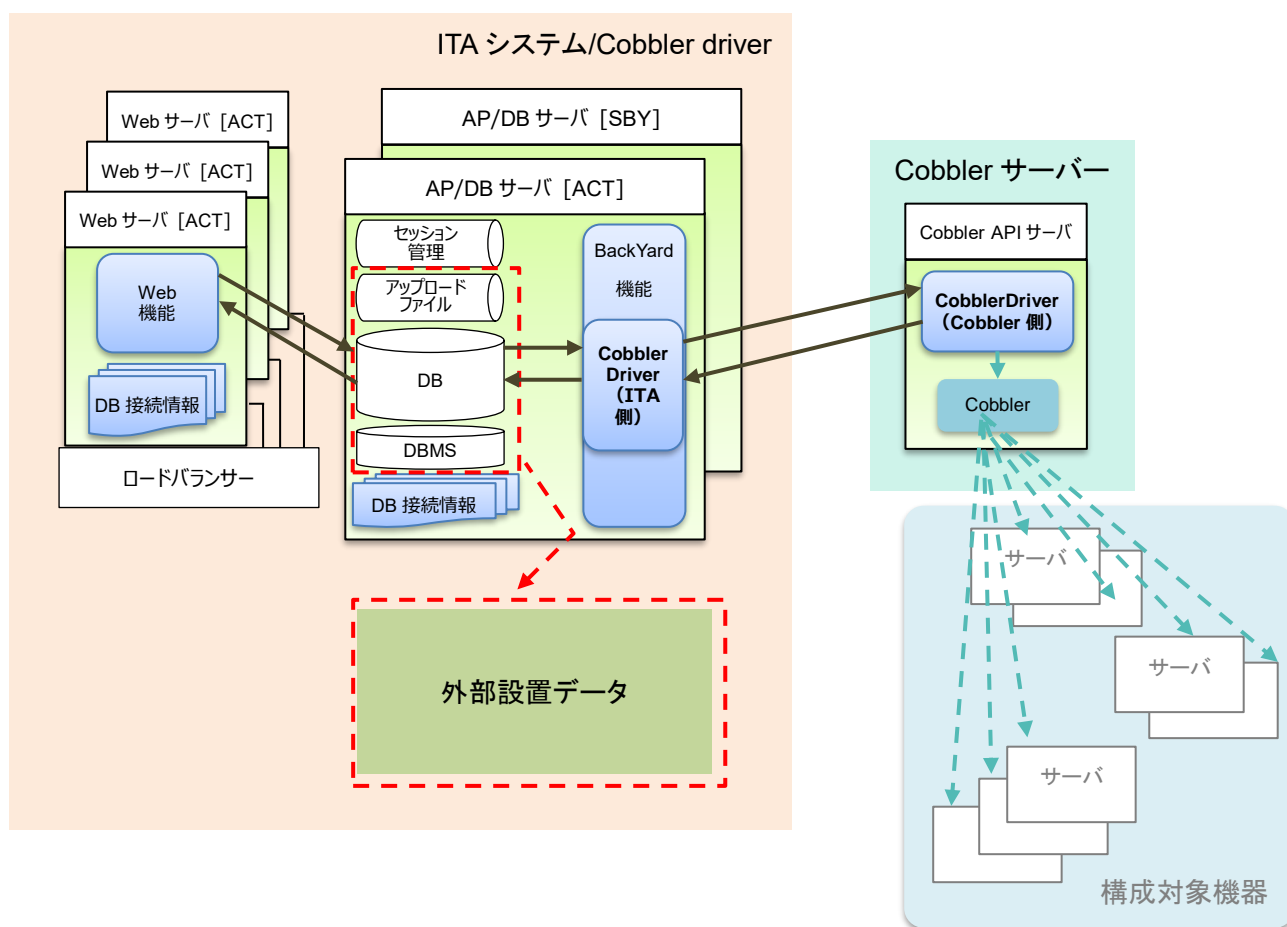 ITA システム/Cobbler driver
Web サーバ [ACT]
Web サーバ [ACT]
Web サーバ [ACT]
Web
機能
DB 接続情報
ロードバランサー
AP/DB サーバ [SBY]
AP/DB サーバ [ACT]
セッション
管理
アップロード
ファイル
DB
DBMS
DB 接続情報
BackYard
機能
Cobbler
Driver
(ITA
側)
外部設置データ
Cobbler サーバー
Cobbler API サーバ
CobblerDriver
(Cobbler 側)
Cobbler
サーバ
サーバ
サーバ
構成対象機器